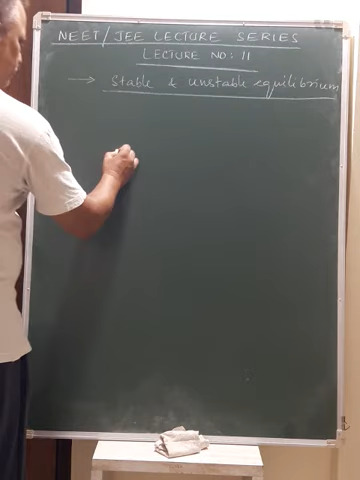 NEET/JEE LECTURE SERIES
LECTURE NO: 11
→ Stable & unstable equilibrium